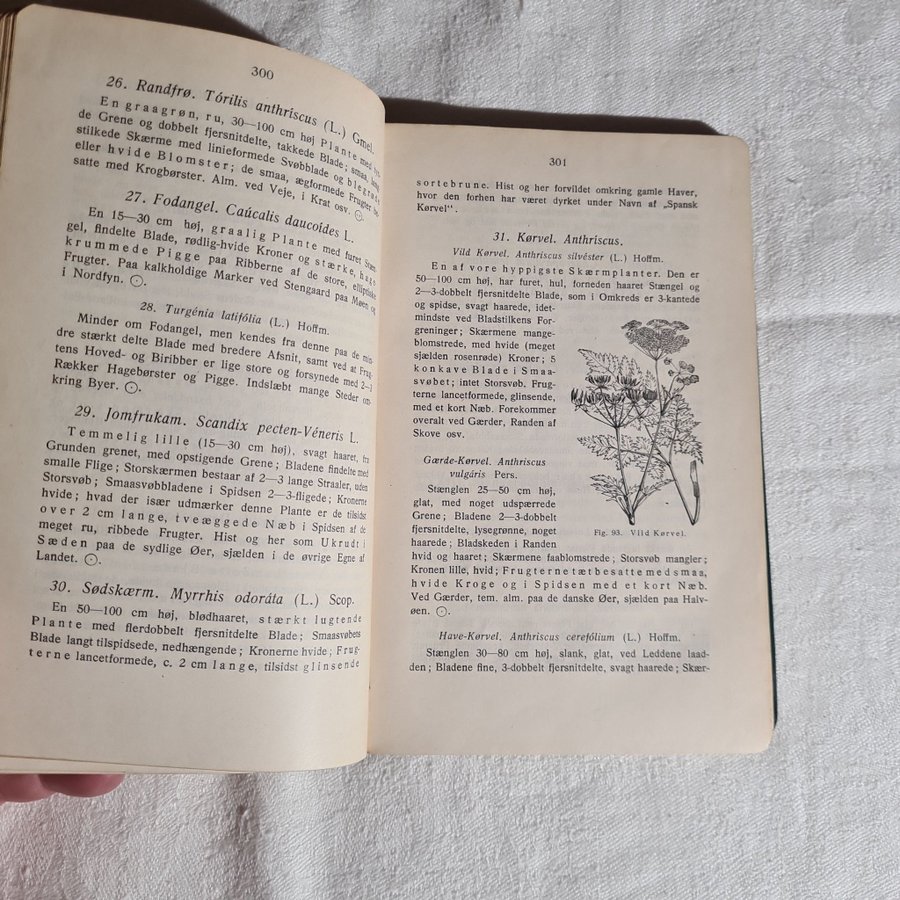 300
26. Randfrø. Tórilis anthríscus (L.) Gmel.
En graagrøn, ru, 30—100 cm høj Plante med
de Grene og dobbelt fjersnitdelte, takkede Blade; smaa, lang-
stilkede Skærme med linieformede Svøbblade og blegrøde
eller hvide Blomster; de smaa, ægformede Frugter
satte med Krogbørster. Alm. ved Veje, i Krat osv. ⊙.
27. Fodangel. Caúcalis daucoides L.
En 15—30 cm høj, graalig Plante med furet Stæn-
gel, findelte Blade, rødlig-hvide Kroner og stærke, hage-
krummede Pigge paa Ribberne af de store, elliptiske
Frugter. Paa kalkholdige Marker ved Stengaard paa Møen og
i Nordfyn. ⊙.
28. Turgénia latifólia (L.) Hoffm.
Minder om Fodangel, men kendes fra denne paa de min-
dre stærkt delte Blade med bredere Afsnit, samt ved at Frug-
tens Hoved- og Biribber er lige store og forsynede med 2—3
Rækker Hagebørster og Pigge. Indslæbt mange Steder om-
kring Byer. ⊙.
29. Jomfrukam. Scandix pecten-Véneris L.
Temmelig lille (15—30 cm høj), svagt haaret, fra
Grunden grenet, med opstigende Grene; Bladene findelte med
smalle Flige; Storskærmen bestaar af 2—3 lange Straaler, uden
Storsvøb; Smaasvøbbladene i Spidsen 2—3-fligede; Kronerne
hvide; hvad der især udmærker denne Plante er de tilsidst
over 2 cm lange, tveæggede Næb i Spidsen af de
meget ru, ribbede Frugter. Hist og her som Ukrudt i
Sæden paa de sydlige Øer, sjælden i de øvrige Egne af
Landet. ⊙.
30. Sødskærm. Myrrhis odoráta (L.) Scop.
En 50—100 cm høj, blødhaaret, stærkt lugtende
Plante med flerdobbelt fjersnitdelte Blade; Smaasvøbets
Blade langt tilspidsede, nedhængende; Kronerne hvide; Frug-
terne lancetformede, c. 2 cm lange, tilsidst glinsende
301
sortebrune. Hist og her forvildet omkring gamle Haver,
hvor den forhen har været dyrket under Navn af „Spansk
Kørvel“.
31. Kørvel. Anthriscus.
Vild Kørvel. Anthriscus silvéster (L.) Hoffm.
En af vore hyppigste Skærmplanter. Den er
50—100 cm høj, har furet, hul, forneden haaret Stængel og
2—3-dobbelt fjersnitdelte Blade, som i Omkreds er 3-kantede
og spidse, svagt haarede, idet-
mindste ved Bladstilkens For-
greninger; Skærmene mange-
blomstrede, med hvide (meget
sjælden rosenrøde) Kroner; 5
konkave Blade i Smaa-
svøbet; intet Storsvøb. Frug-
terne lancetformede, glinsende,
med et kort Næb. Forekommer
overalt ved Gærder, Randen af
Skove osv.
Gærde-Kørvel. Anthriscus
vulgáris Pers.
Stænglen 25—50 cm høj,
glat, med noget udspærrede
Grene; Bladene 2—3-dobbelt
fjersnitdelte, lysegrønne, noget
haarede; Bladskeden i Randen
hvid og haaret; Skærmene faablomstrede; Storsvøb mangler;
Kronen lille, hvid; Frugterne tæt besatte med smaa,
hvide Kroge og i Spidsen med et kort Næb.
Ved Gærder, tem. alm. paa de danske Øer, sjælden paa Halv-
øen. ⊙.
Fig. 93. Vild Kørvel.
Have-Kørvel. Anthriscus cerefólium (L.) Hoffm.
Stænglen 30—80 cm høj, slank, glat, ved Leddene laad-
den; Bladene fine, 3-dobbelt fjersnitdelte, svagt haarede; Skær-